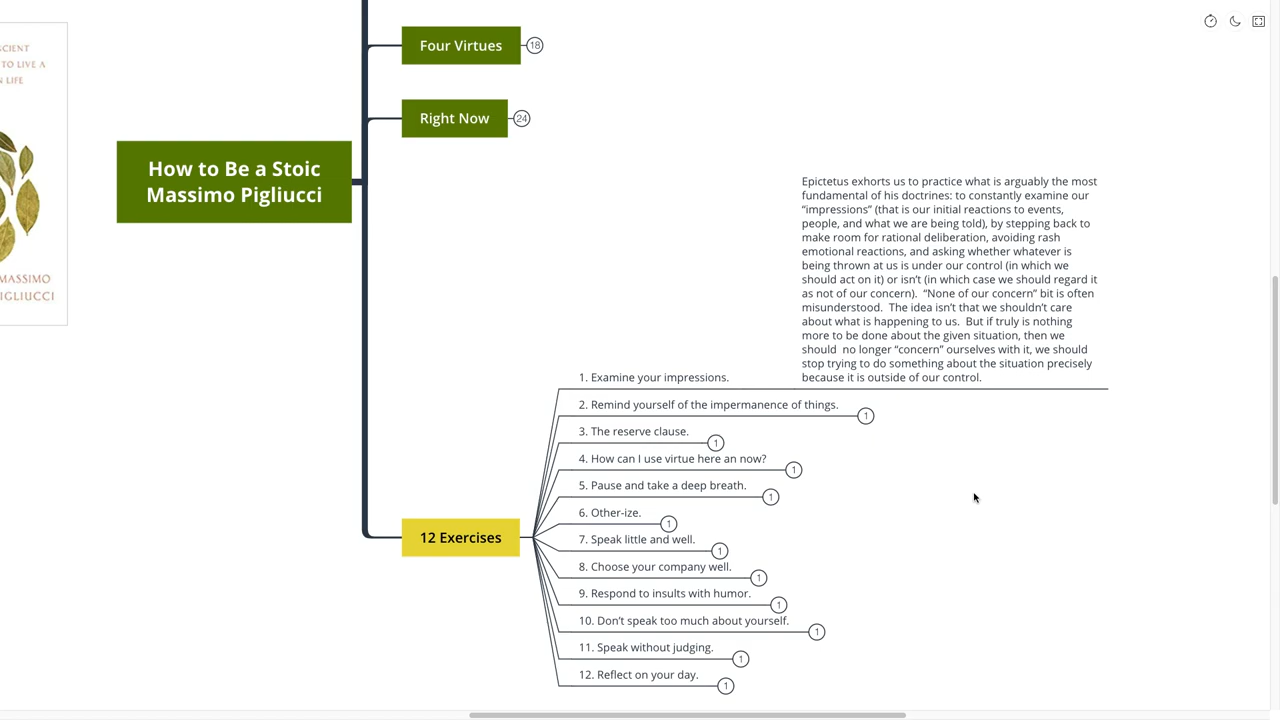 CIENT
TO LIVE A
N LIFE
MASSIMO
IGLIUCCI
How to Be a Stoic
Massimo Pigliucci
Four Virtues
18
Right Now
24
12 Exercises
Epictetus exhorts us to practice what is arguably the most
fundamental of his doctrines: to constantly examine our
“impressions” (that is our initial reactions to events,
people, and what we are being told), by stepping back to
make room for rational deliberation, avoiding rash
emotional reactions, and asking whether whatever is
being thrown at us is under our control (in which we
should act on it) or isn’t (in which case we should regard it
as not of our concern).  “None of our concern” bit is often
misunderstood.  The idea isn’t that we shouldn’t care
about what is happening to us.  But if truly is nothing
more to be done about the given situation, then we
should  no longer “concern” ourselves with it, we should
stop trying to do something about the situation precisely
because it is outside of our control.
1. Examine your impressions.
2. Remind yourself of the impermanence of things.
1
3. The reserve clause.
1
4. How can I use virtue here an now?
1
5. Pause and take a deep breath.
1
6. Other-ize.
1
7. Speak little and well.
1
8. Choose your company well.
1
9. Respond to insults with humor.
1
10. Don’t speak too much about yourself.
1
11. Speak without judging.
1
12. Reflect on your day.
1